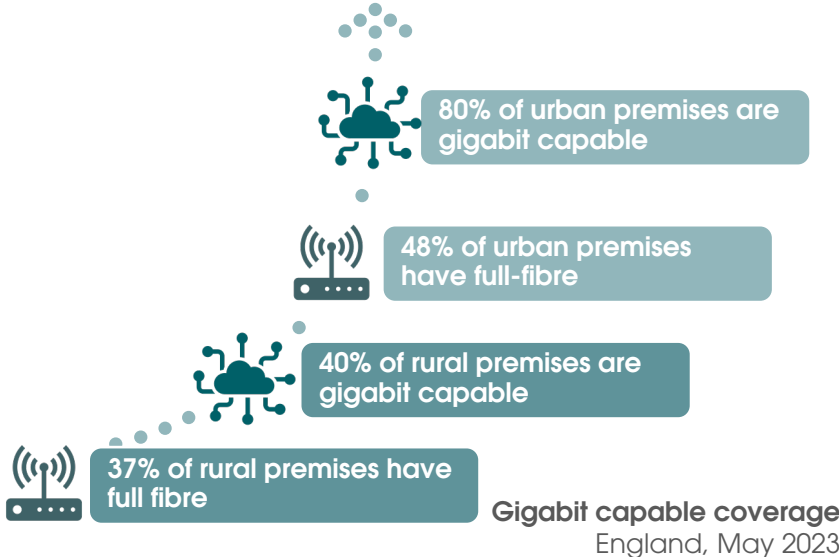 80% of urban premises are
gigabit capable
48% of urban premises
have full-fibre
40% of rural premises are
gigabit capable
37% of rural premises have
full fibre
Gigabit capable coverage
England, May 2023